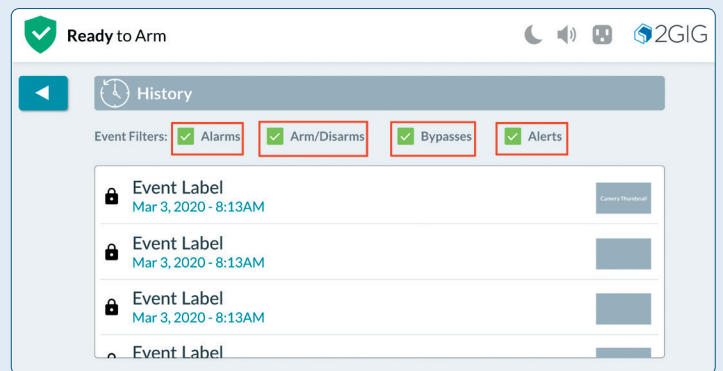 Ready to Arm
2GIG
History
Event Filters: Alarms Arm/Disarms Bypasses Alerts
Event Label
Mar 3, 2020 - 8:13AM
Camera Thumbnail
Event Label
Mar 3, 2020 - 8:13AM
Event Label
Mar 3, 2020 - 8:13AM
Event Label